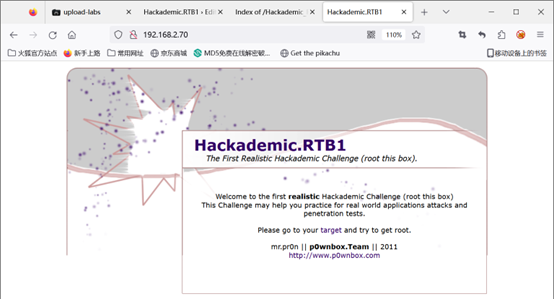 upload-labs
Hackademic.RTB1 › Edi
Index of /Hackademic_
Hackademic.RTB1
192.168.2.70
110%
火狐官方站点
新手上路
常用网址
京东商城
MD5免费在线解密破...
Get the pikachu
移动设备上的书签
Hackademic.RTB1
The First Realistic Hackademic Challenge (root this box).
Welcome to the first realistic Hackademic Challenge (root this box)
This Challenge may help you practice for real world applications attacks and
penetration tests.
Please go to your target and try to get root.
mr.pr0n || p0wnbox.Team || 2011
http://www.p0wnbox.com